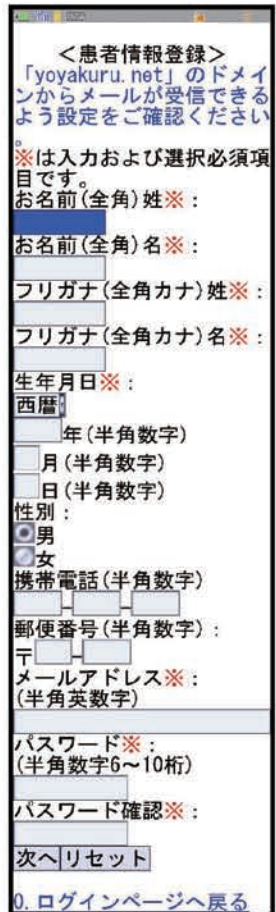 <患者情報登録>
「yoyakuru.net」のドメイ
ンからメールが受信できる
よう設定をご確認ください
。
※は入力および選択必須項
目です。
お名前(全角)姓※:
お名前(全角)名※:
フリガナ(全角カナ)姓※:
フリガナ(全角カナ)名※:
生年月日※:
西暦
年(半角数字)
月(半角数字)
日(半角数字)
性別:
男
女
携帯電話(半角数字)
--
郵便番号(半角数字):
〒-
メールアドレス※:
(半角英数字)
パスワード※:
(半角数字6〜10桁)
パスワード確認※:
次へ リセット
0.ログインページへ戻る